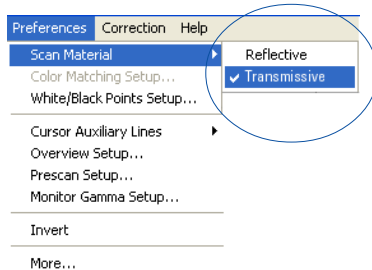 Preferences Correction Help
Scan Material Reflective
Color Matching Setup... ✓ Transmissive
White/Black Points Setup...
Cursor Auxiliary Lines
Overview Setup...
Prescan Setup...
Monitor Gamma Setup...
Invert
More...